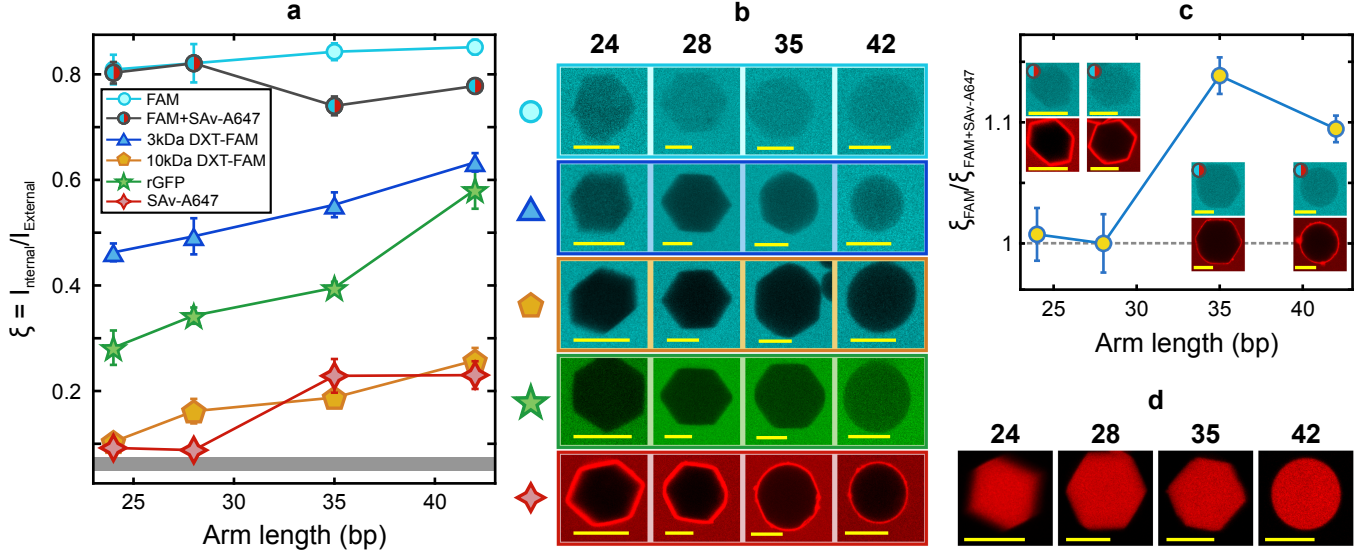 a
ξ = I_nternal/I_External
0.8
0.6
0.4
0.2
FAM
FAM+SAv-A647
3kDa DXT-FAM
10kDa DXT-FAM
rGFP
SAv-A647
25 30 35 40
Arm length (bp)
b
24 28 35 42
c
ξFAM/ξFAM+SAv-A647
1.1
1
25 30 35 40
Arm length (bp)
d
24 28 35 42